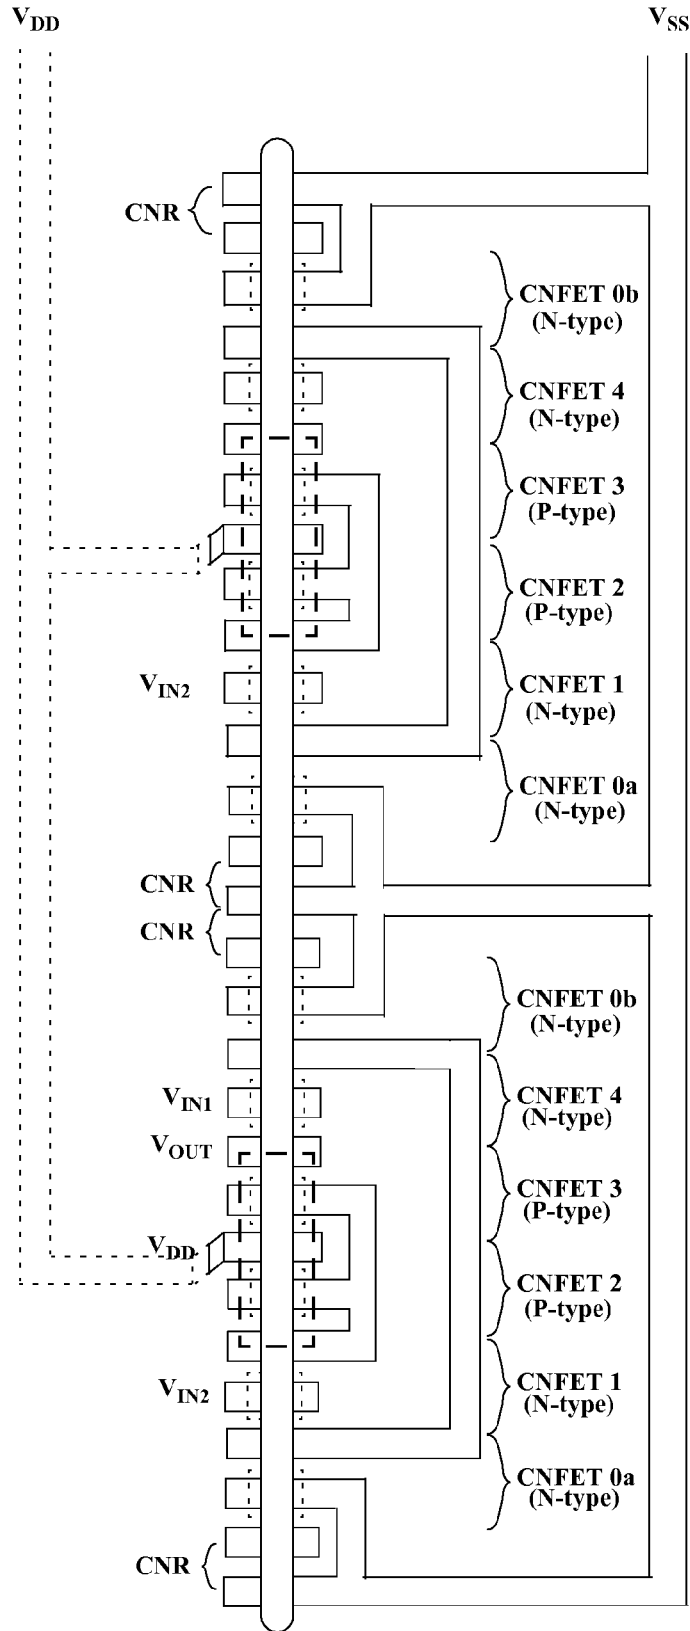 V_DD
V_SS
CNR
CNFET 0b
(N-type)
CNFET 4
(N-type)
CNFET 3
(P-type)
CNFET 2
(P-type)
V_IN2
CNFET 1
(N-type)
CNFET 0a
(N-type)
CNR
CNR
CNFET 0b
(N-type)
V_IN1
CNFET 4
(N-type)
V_OUT
CNFET 3
(P-type)
V_DD
CNFET 2
(P-type)
V_IN2
CNFET 1
(N-type)
CNFET 0a
(N-type)
CNR